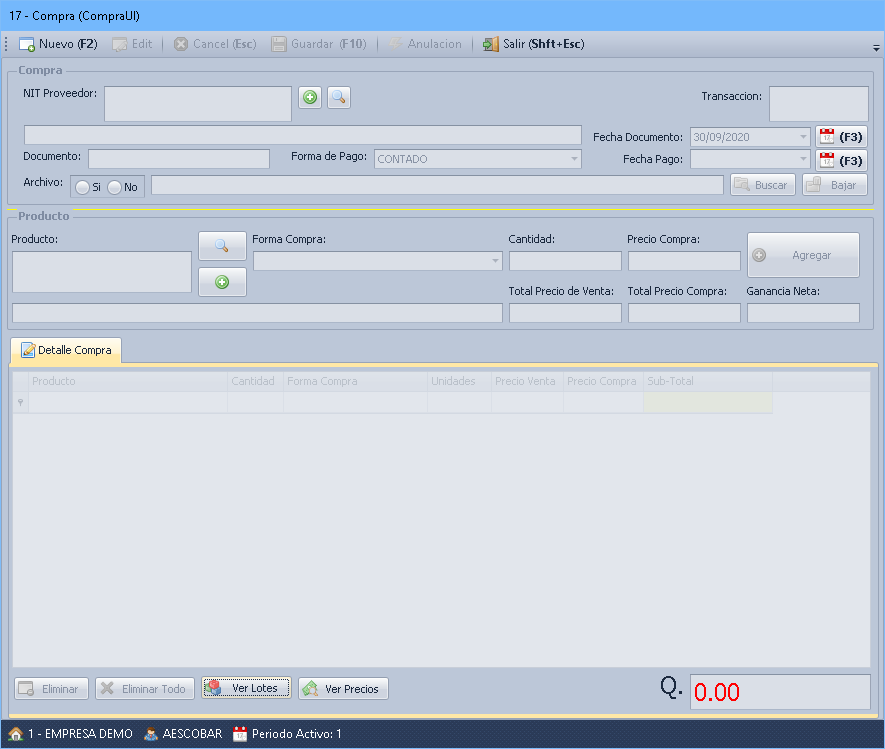 17 - Compra (CompraUI)
Nuevo (F2) Edit Cancel (Esc) Guardar (F10) Anulacion Salir (Shft+Esc)
Compra
NIT Proveedor: Transaccion:
Fecha Documento: 30/09/2020 (F3)
Documento: Forma de Pago: CONTADO Fecha Pago: (F3)
Archivo: Si No Buscar Bajar
Producto
Producto: Forma Compra: Cantidad: Precio Compra:
Agregar
Total Precio de Venta: Total Precio Compra: Ganancia Neta:
Detalle Compra
Producto Cantidad Forma Compra Unidades Precio Venta Precio Compra Sub-Total
Eliminar Eliminar Todo Ver Lotes Ver Precios Q. 0.00
1 - EMPRESA DEMO AESCOBAR Periodo Activo: 1